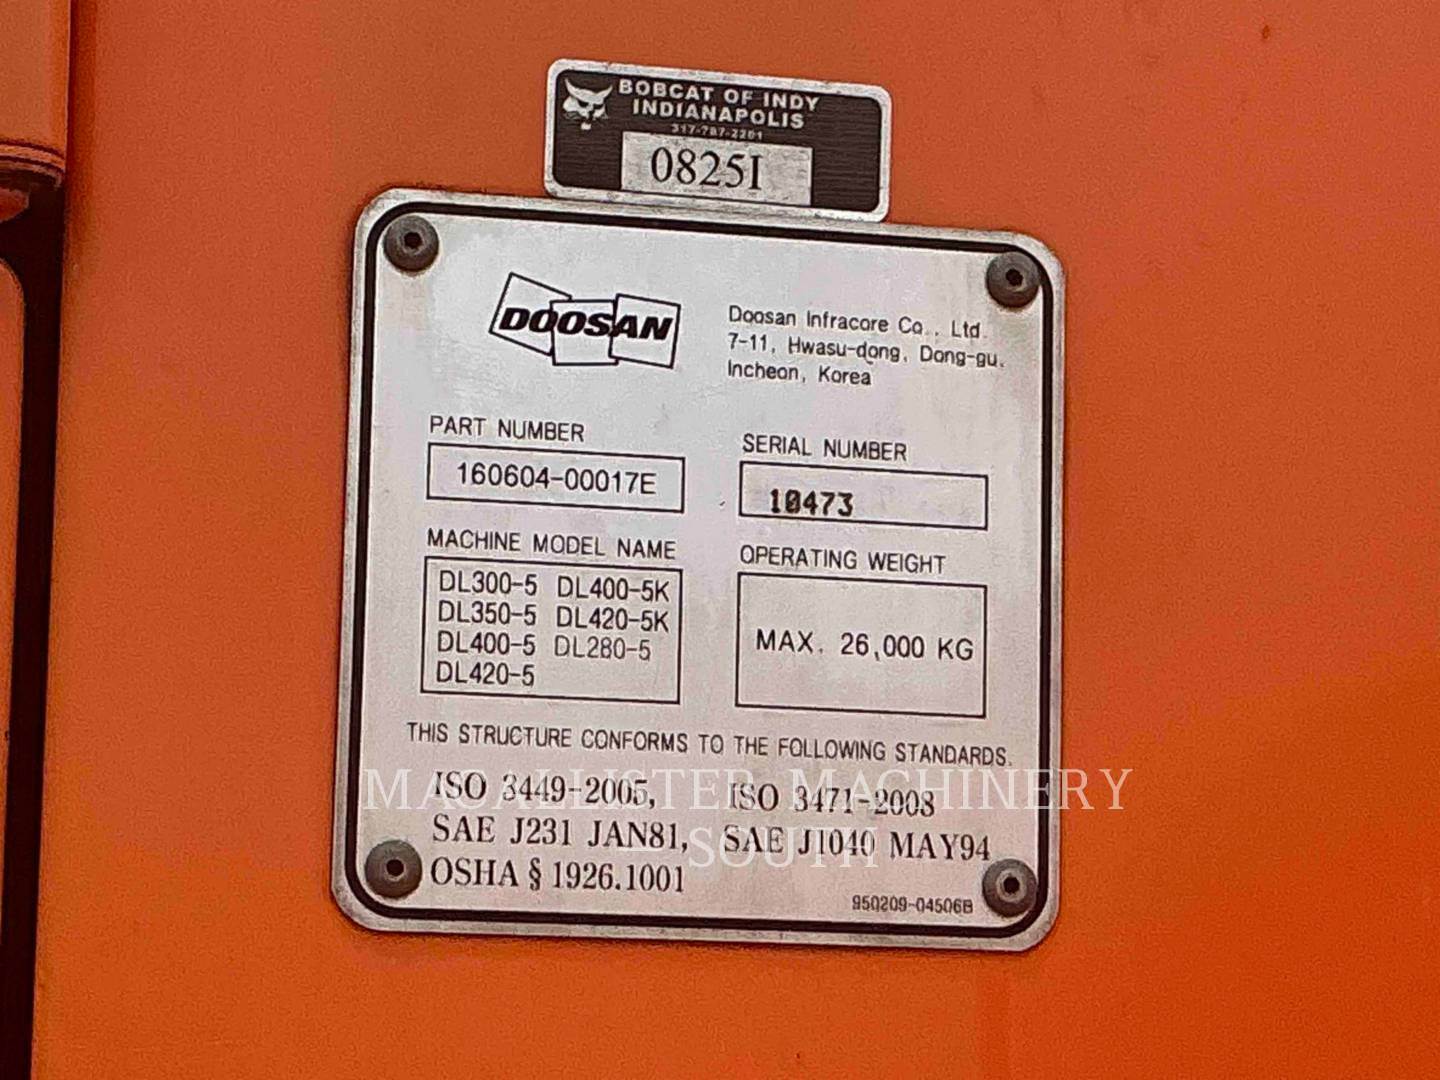 BOBCAT OF INDY
INDIANAPOLIS
317-787-2201
0825I
DOOSAN
Doosan Infracore Co., Ltd.
7-11, Hwasu-dong, Dong-gu,
Incheon, Korea
PART NUMBER
160604-00017E
SERIAL NUMBER
10473
MACHINE MODEL NAME
DL300-5 DL400-5K
DL350-5 DL420-5K
DL400-5 DL280-5
DL420-5
OPERATING WEIGHT
MAX. 26,000 KG
THIS STRUCTURE CONFORMS TO THE FOLLOWING STANDARDS.
ISO 3449-2005, ISO 3471-2008
SAE J231 JAN81, SAE J1040 MAY94
OSHA § 1926.1001
950209-04506B
MACALLISTER MACHINERY
- SOUTH